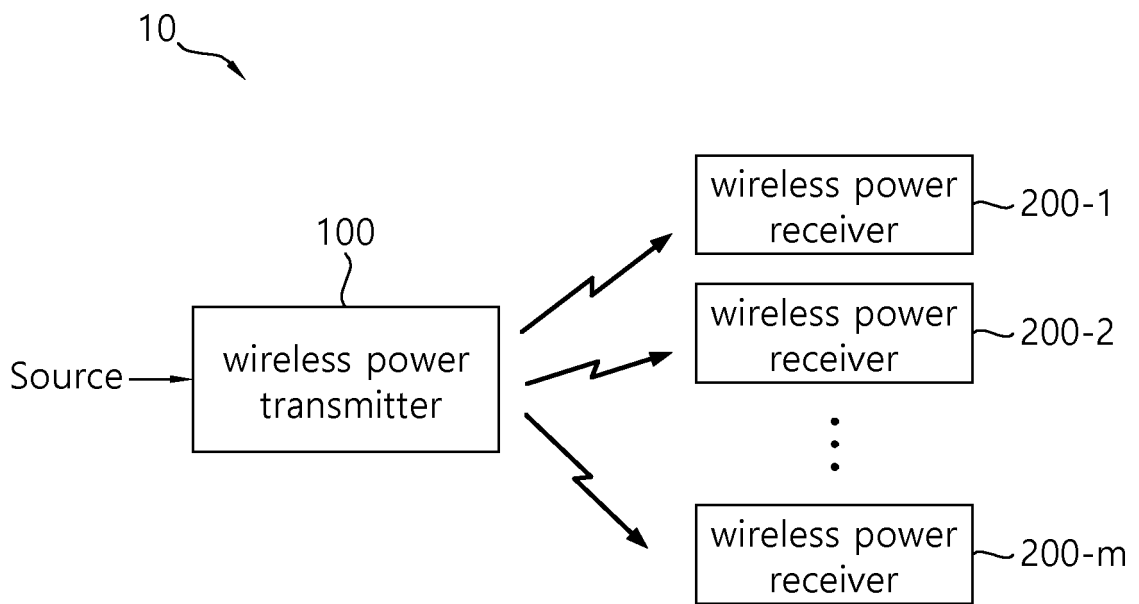 10
wireless power
receiver
200-1
100
wireless power
receiver
200-2
Source
wireless power
transmitter
wireless power
receiver
200-m